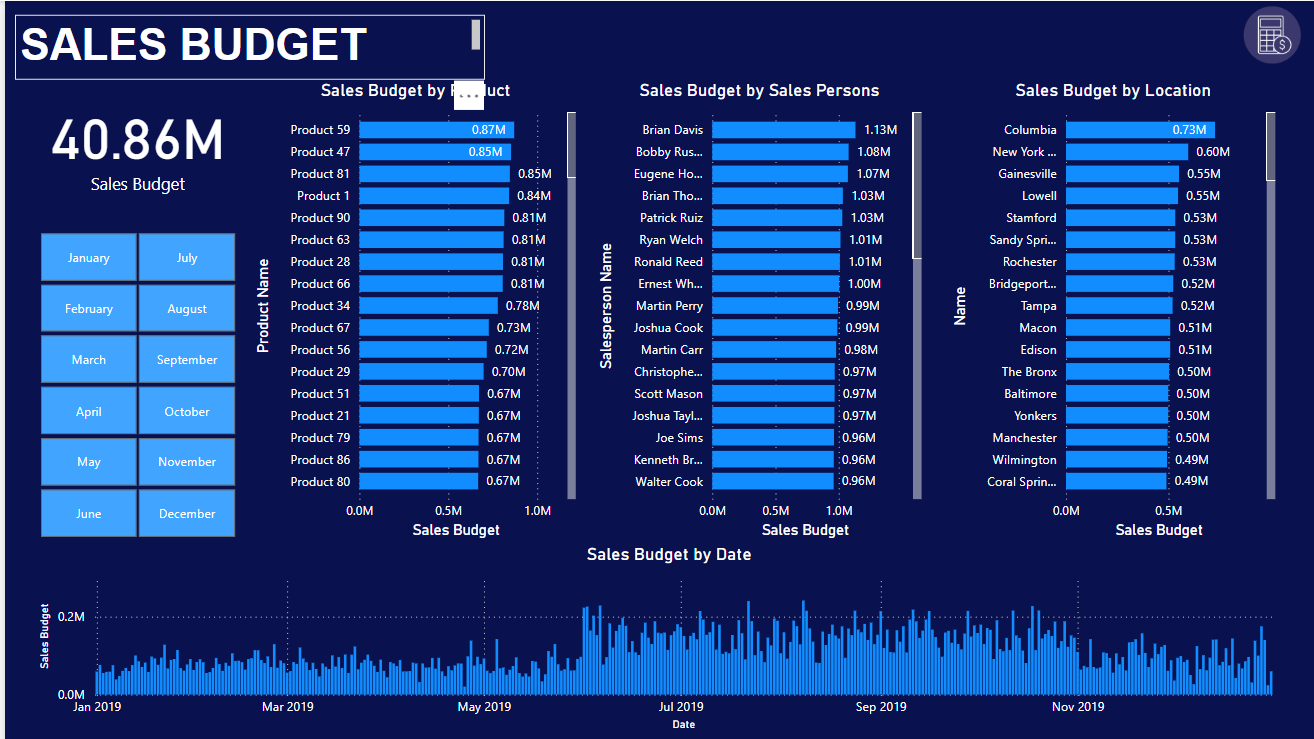 SALES BUDGET
40.86M
Sales Budget
January
July
February
August
March
September
April
October
May
November
June
December
Sales Budget by P...uct
Product Name
Product 59 0.87M
Product 47 0.85M
Product 81 0.85M
Product 1 0.84M
Product 90 0.81M
Product 63 0.81M
Product 28 0.81M
Product 66 0.81M
Product 34 0.78M
Product 67 0.73M
Product 56 0.72M
Product 29 0.70M
Product 51 0.67M
Product 21 0.67M
Product 79 0.67M
Product 86 0.67M
Product 80 0.67M
0.0M 0.5M 1.0M
Sales Budget
Sales Budget by Sales Persons
Salesperson Name
Brian Davis 1.13M
Bobby Rus... 1.08M
Eugene Ho... 1.07M
Brian Tho... 1.03M
Patrick Ruiz 1.03M
Ryan Welch 1.01M
Ronald Reed 1.01M
Ernest Wh... 1.00M
Martin Perry 0.99M
Joshua Cook 0.99M
Martin Carr 0.98M
Christophe... 0.97M
Scott Mason 0.97M
Joshua Tayl... 0.97M
Joe Sims 0.96M
Kenneth Br... 0.96M
Walter Cook 0.96M
0.0M 0.5M 1.0M
Sales Budget
Sales Budget by Location
Name
Columbia 0.73M
New York ... 0.60M
Gainesville 0.55M
Lowell 0.55M
Stamford 0.53M
Sandy Spri... 0.53M
Rochester 0.53M
Bridgeport... 0.52M
Tampa 0.52M
Macon 0.51M
Edison 0.51M
The Bronx 0.50M
Baltimore 0.50M
Yonkers 0.50M
Manchester 0.50M
Wilmington 0.49M
Coral Sprin... 0.49M
0.0M 0.5M
Sales Budget
Sales Budget by Date
Sales Budget
0.2M
0.0M
Jan 2019 Mar 2019 May 2019 Jul 2019 Sep 2019 Nov 2019
Date